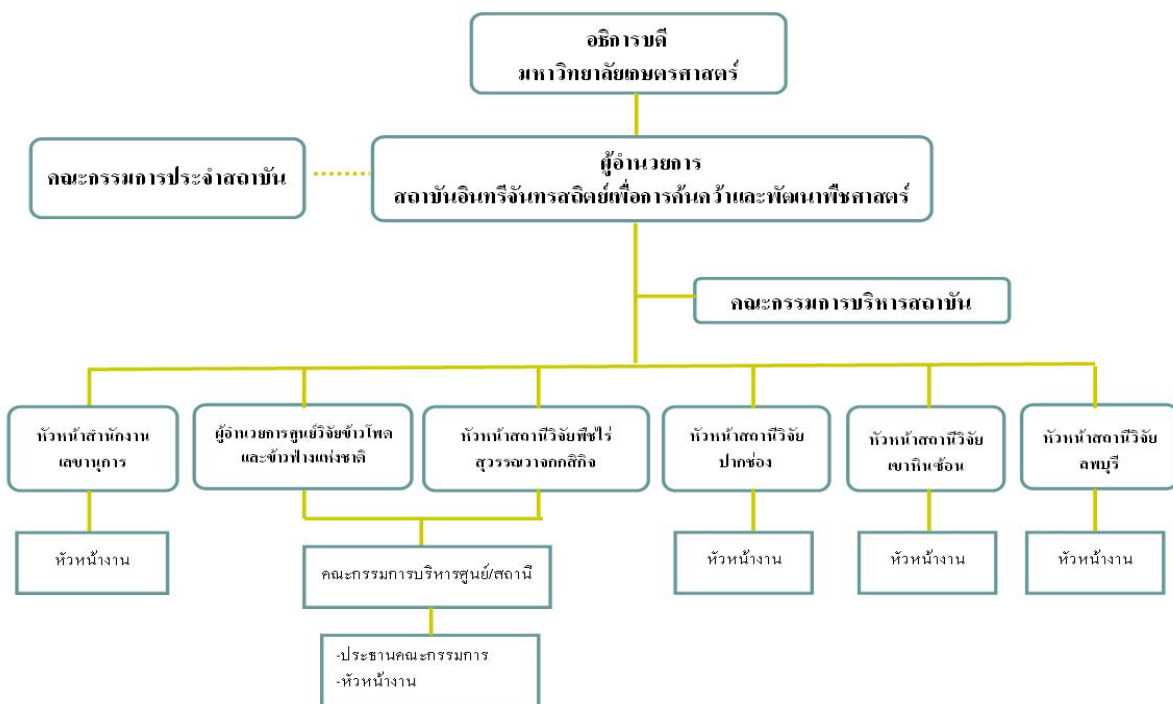 อธิการบดี
มหาวิทยาลัยเกษตรศาสตร์
คณะกรรมการประจำสถาบัน
ผู้อำนวยการ
สถาบันอินทรีจันทรสถิตย์เพื่อการค้นคว้าและพัฒนาพืชศาสตร์
คณะกรรมการบริหารสถาบัน
หัวหน้าสำนักงาน
เลขานุการ
ผู้อำนวยการศูนย์วิจัยข้าวโพด
และข้าวฟ่างแห่งชาติ
หัวหน้าสถานีวิจัยพืชไร่
สุวรรณวาจกกสิกิจ
หัวหน้าสถานีวิจัย
ปากช่อง
หัวหน้าสถานีวิจัย
เขาหินซ้อน
หัวหน้าสถานีวิจัย
ลพบุรี
หัวหน้างาน
คณะกรรมการบริหารศูนย์/สถานี
หัวหน้างาน
หัวหน้างาน
หัวหน้างาน
-ประธานคณะกรรมการ
-หัวหน้างาน